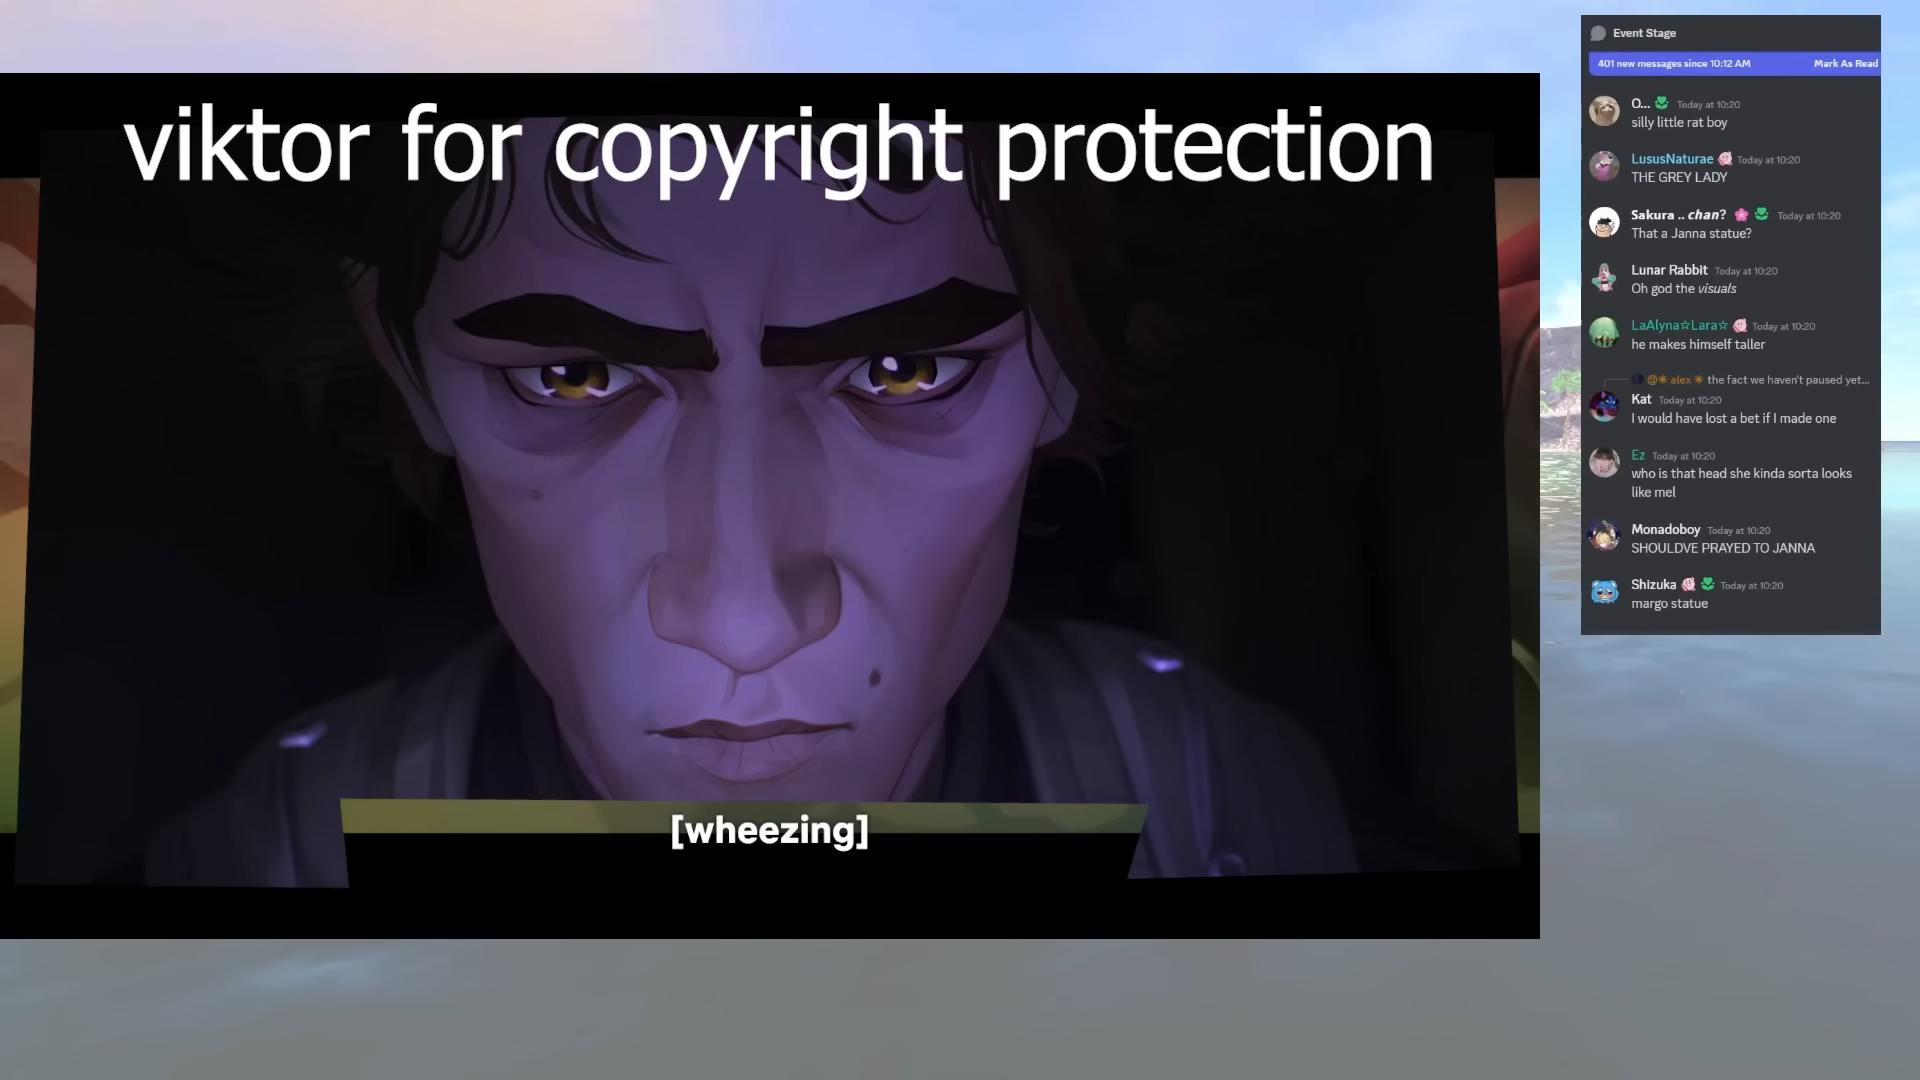 viktor for copyright protection
[wheezing]
Event Stage
401 new messages since 10:12 AM Mark As Read
O... Today at 10:20
silly little rat boy
LususNaturae Today at 10:20
THE GREY LADY
Sakura .. chan? Today at 10:20
That a Janna statue?
Lunar Rabbit Today at 10:20
Oh god the visuals
LaAlyna☆Lara☆ Today at 10:20
he makes himself taller
@☀ alex ☀ the fact we haven't paused yet...
Kat Today at 10:20
I would have lost a bet if I made one
Ez Today at 10:20
who is that head she kinda sorta looks
like mel
Monadoboy Today at 10:20
SHOULDVE PRAYED TO JANNA
Shizuka Today at 10:20
margo statue